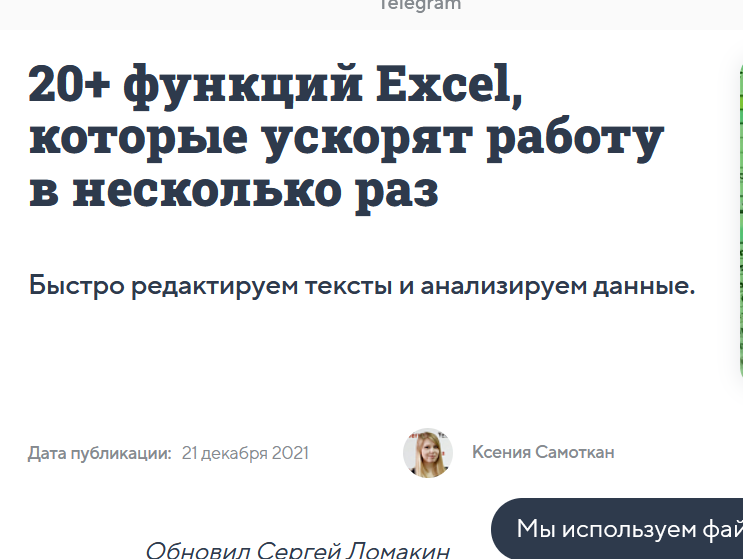 Telegram
20+ функций Excel,
которые ускорят работу
в несколько раз
Быстро редактируем тексты и анализируем данные.
Дата публикации: 21 декабря 2021
Ксения Самоткан
Мы используем фай
Обновил Сергей Ломакин